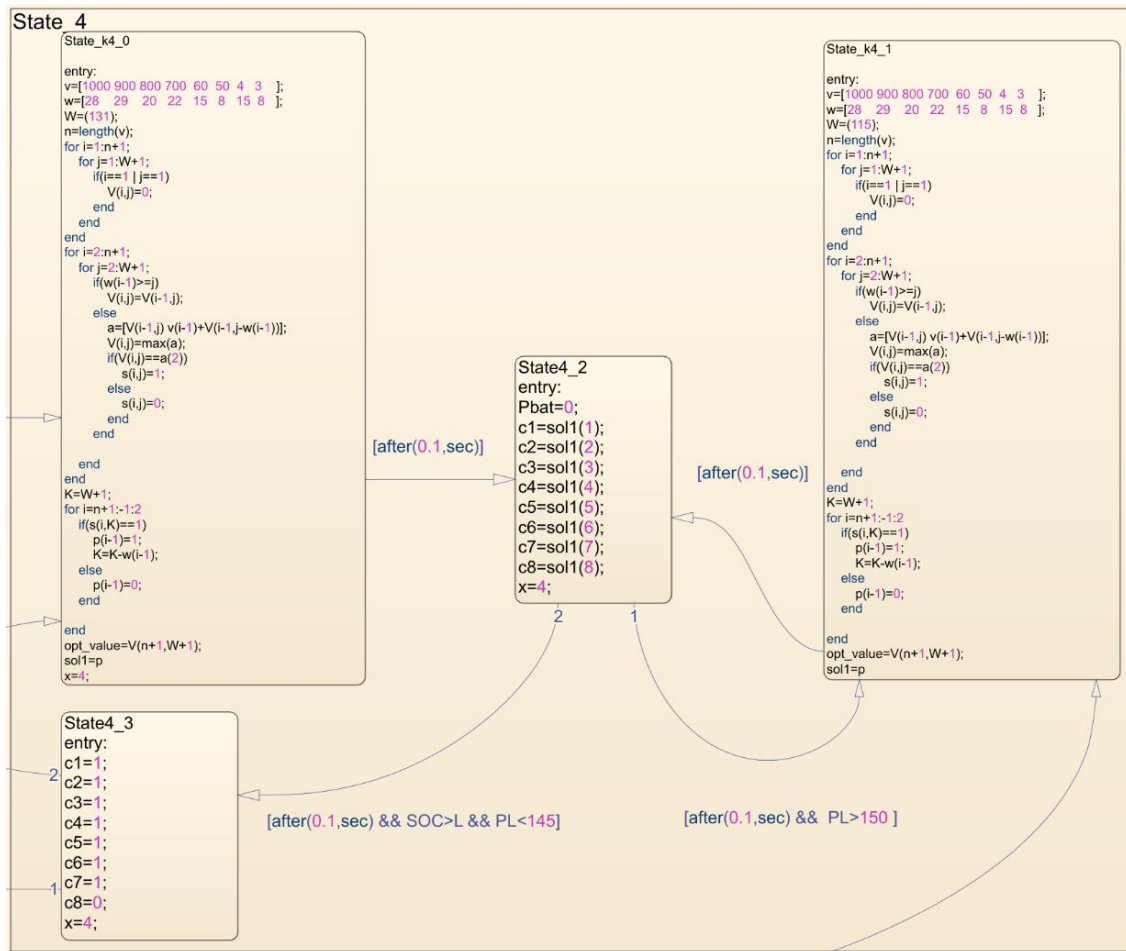 State_4
State_k4_0
entry:
v=[1000 900 800 700 60 50 4 3 ];
w=[28 29 20 22 15 8 15 8 ];
W=(131);
n=length(v);
for i=1:n+1;
for j=1:W+1;
if(i==1 | j==1)
V(i,j)=0;
end
end
end
for i=2:n+1;
for j=2:W+1;
if(w(i-1)>=j)
V(i,j)=V(i-1,j);
else
a=[V(i-1,j) v(i-1)+V(i-1,j-w(i-1))];
V(i,j)=max(a);
if(V(i,j)==a(2))
s(i,j)=1;
else
s(i,j)=0;
end
end
end
end
K=W+1;
for i=n+1:-1:2
if(s(i,K)==1)
p(i-1)=1;
K=K-w(i-1);
else
p(i-1)=0;
end
end
opt_value=V(n+1,W+1);
sol1=p
x=4;
[after(0.1,sec)]
State4_2
entry:
Pbat=0;
c1=sol1(1);
c2=sol1(2);
c3=sol1(3);
c4=sol1(4);
c5=sol1(5);
c6=sol1(6);
c7=sol1(7);
c8=sol1(8);
x=4;
2
1
[after(0.1,sec)]
State_k4_1
entry:
v=[1000 900 800 700 60 50 4 3 ];
w=[28 29 20 22 15 8 15 8 ];
W=(115);
n=length(v);
for i=1:n+1;
for j=1:W+1;
if(i==1 | j==1)
V(i,j)=0;
end
end
end
for i=2:n+1;
for j=2:W+1;
if(w(i-1)>=j)
V(i,j)=V(i-1,j);
else
a=[V(i-1,j) v(i-1)+V(i-1,j-w(i-1))];
V(i,j)=max(a);
if(V(i,j)==a(2))
s(i,j)=1;
else
s(i,j)=0;
end
end
end
end
K=W+1;
for i=n+1:-1:2
if(s(i,K)==1)
p(i-1)=1;
K=K-w(i-1);
else
p(i-1)=0;
end
end
opt_value=V(n+1,W+1);
sol1=p
State4_3
entry:
c1=1;
c2=1;
c3=1;
c4=1;
c5=1;
c6=1;
c7=1;
c8=0;
x=4;
2
1
[after(0.1,sec) && SOC>L && PL<145]
[after(0.1,sec) && PL>150 ]